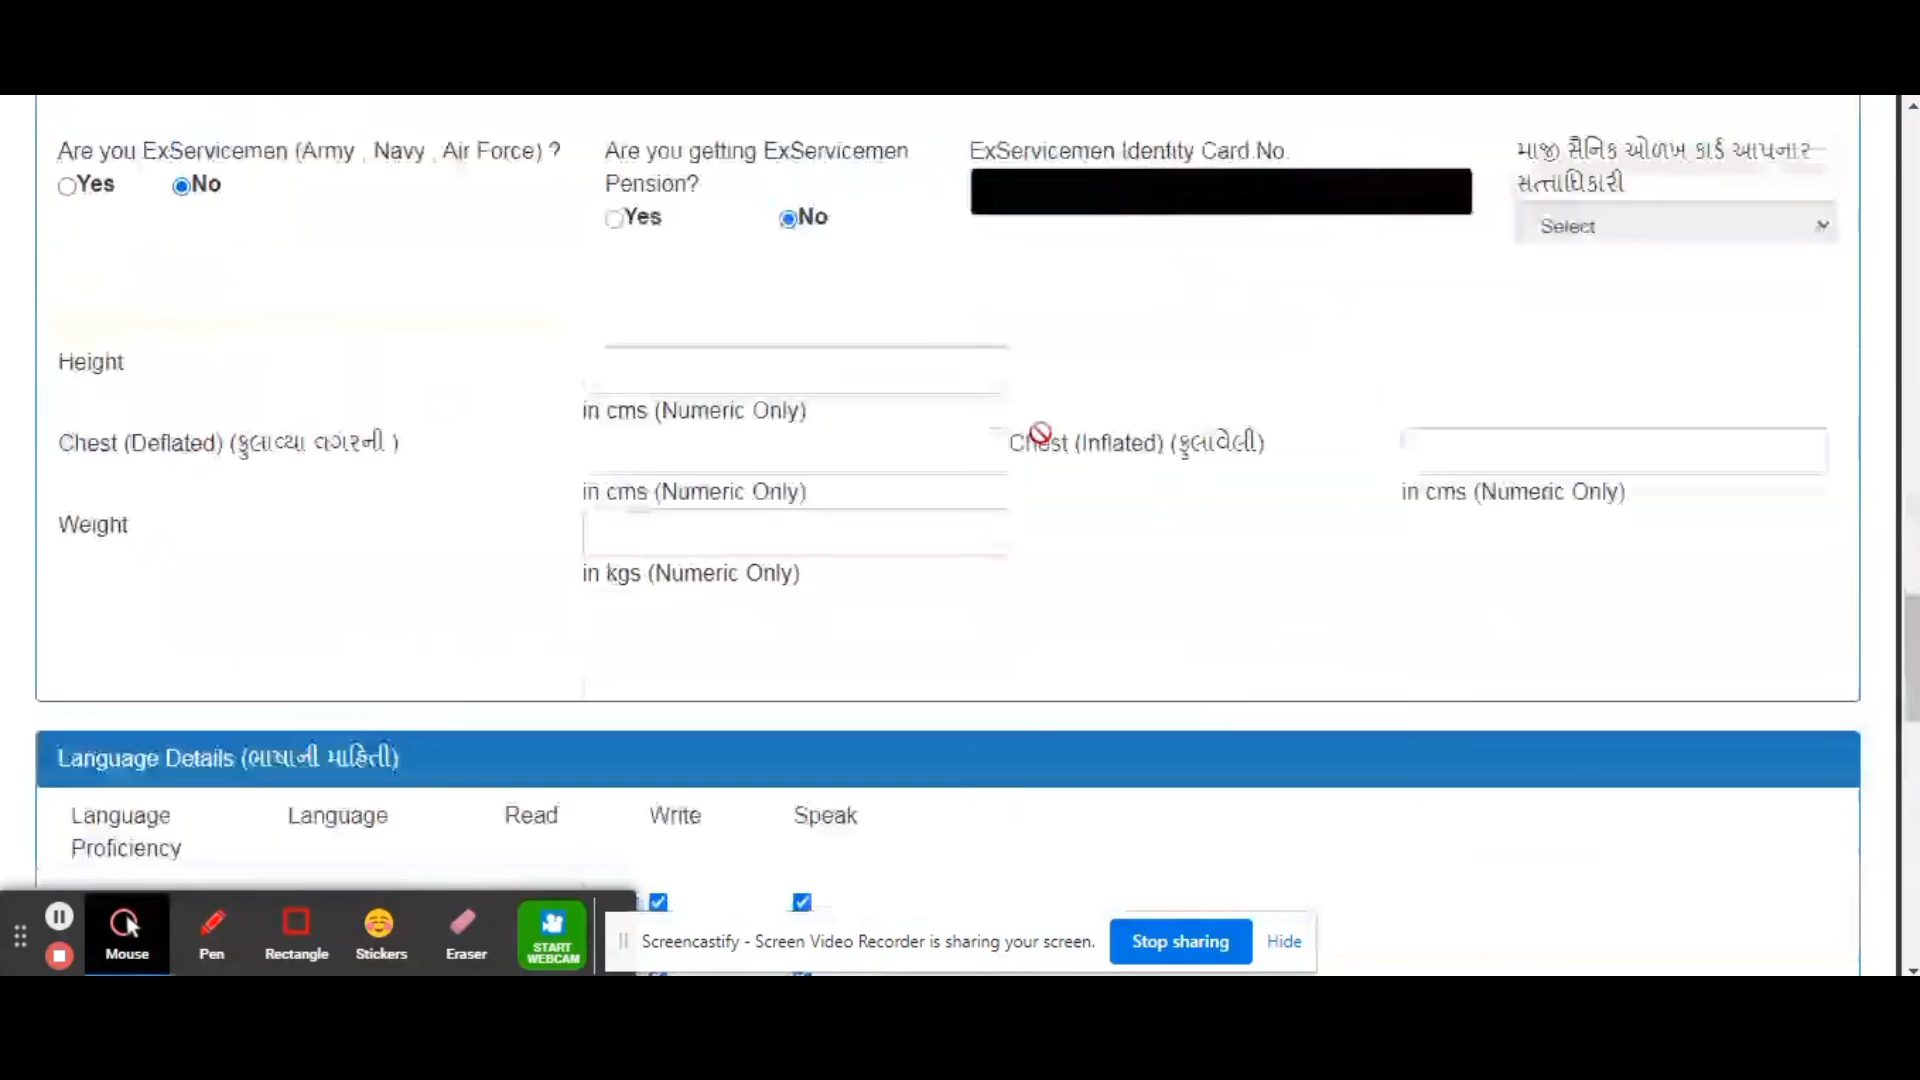 Are you ExServicemen (Army , Navy , Air Force) ?
Yes No
Are you getting ExServicemen
Pension?
Yes No
ExServicemen Identity Card No.
માજી સૈનિક ઓળખ કાર્ડ આપનાર
સત્તાધિકારી
Select
Height
in cms (Numeric Only)
Chest (Deflated) (ફુલાવ્યા વગરની )
in cms (Numeric Only)
Chest (Inflated) (ફુલાવેલી)
in cms (Numeric Only)
Weight
in kgs (Numeric Only)
Language Details (ભાષાની માહિતી)
Language
Proficiency
Language
Read
Write
Speak
Mouse
Pen
Rectangle
Stickers
Eraser
START
WEBCAM
Screencastify - Screen Video Recorder is sharing your screen.
Stop sharing
Hide